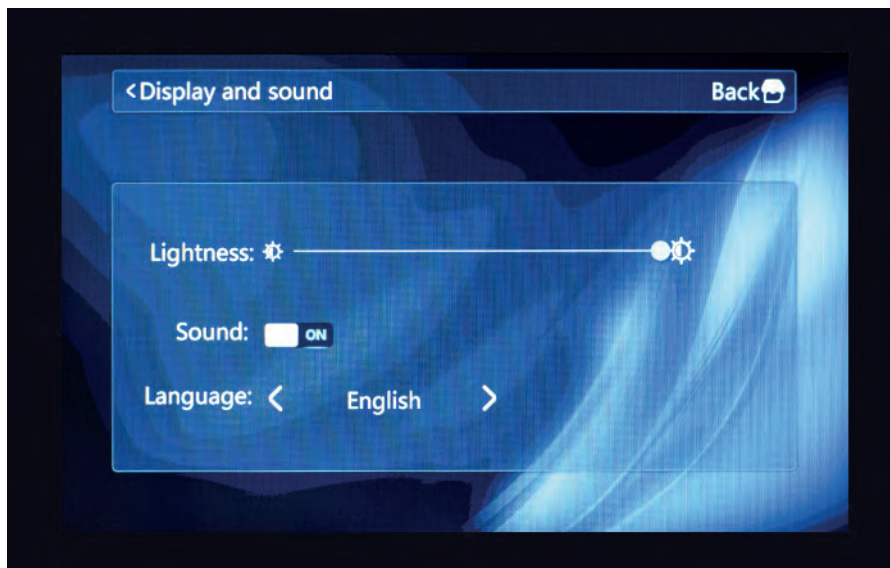 <Display and sound Back
Lightness:
Sound: ON
Language: < English >